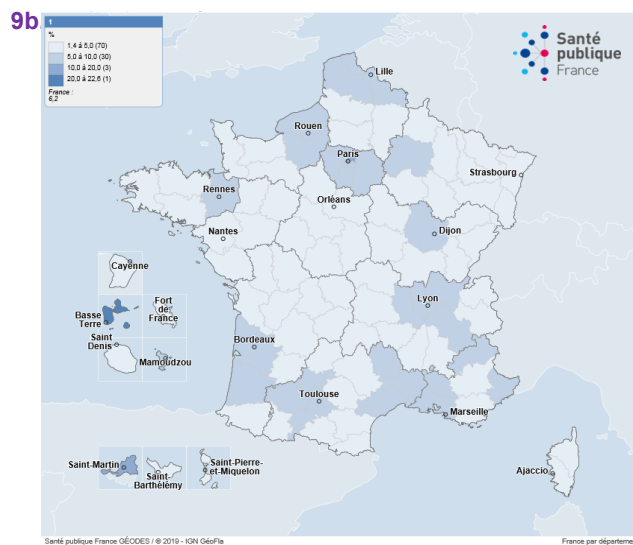 9b
1
%
1,4 à 5,0 (70)
5,0 à 10,0 (30)
10,0 à 20,0 (3)
20,0 à 22,6 (1)
France :
6,2
Santé
publique
France
Lille
Rouen
Paris
Strasbourg
Rennes
Orléans
Nantes
Dijon
Cayenne
Lyon
Basse
Terre
Fort
de
France
Saint
Denis
Bordeaux
Mamoudzou
Toulouse
Marseille
Saint-Martin
Saint-
Barthélémy
Saint-Pierre-
et-Miquelon
Ajaccio
Santé publique France GÉODES / © 2019 - IGN GéoFla
France par départeme